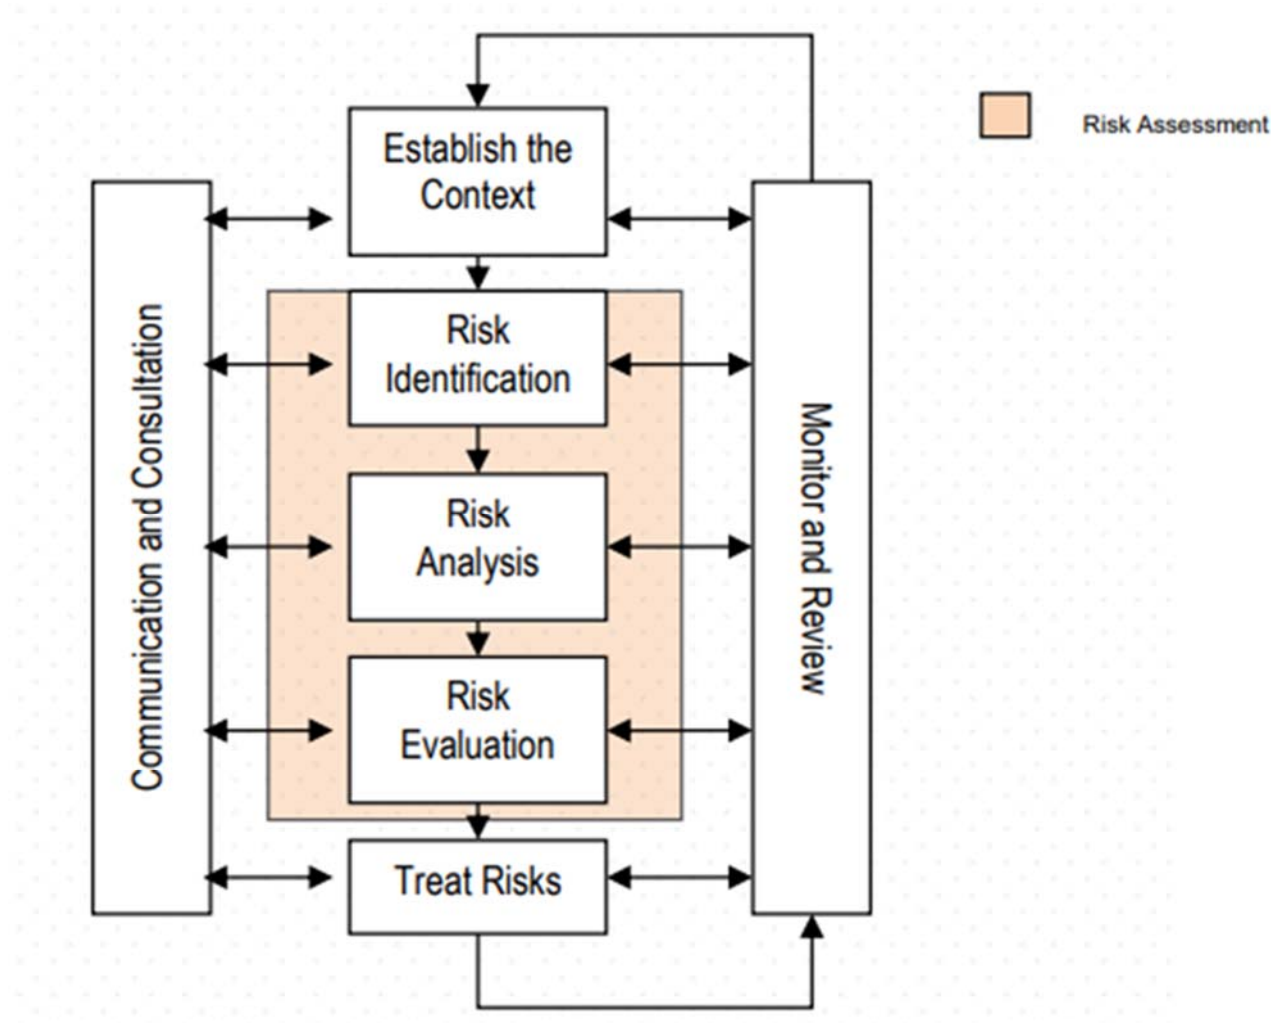 Establish the
Context
Risk Assessment
Communication and Consultation
Risk
Identification
Risk
Analysis
Risk
Evaluation
Treat Risks
Monitor and Review